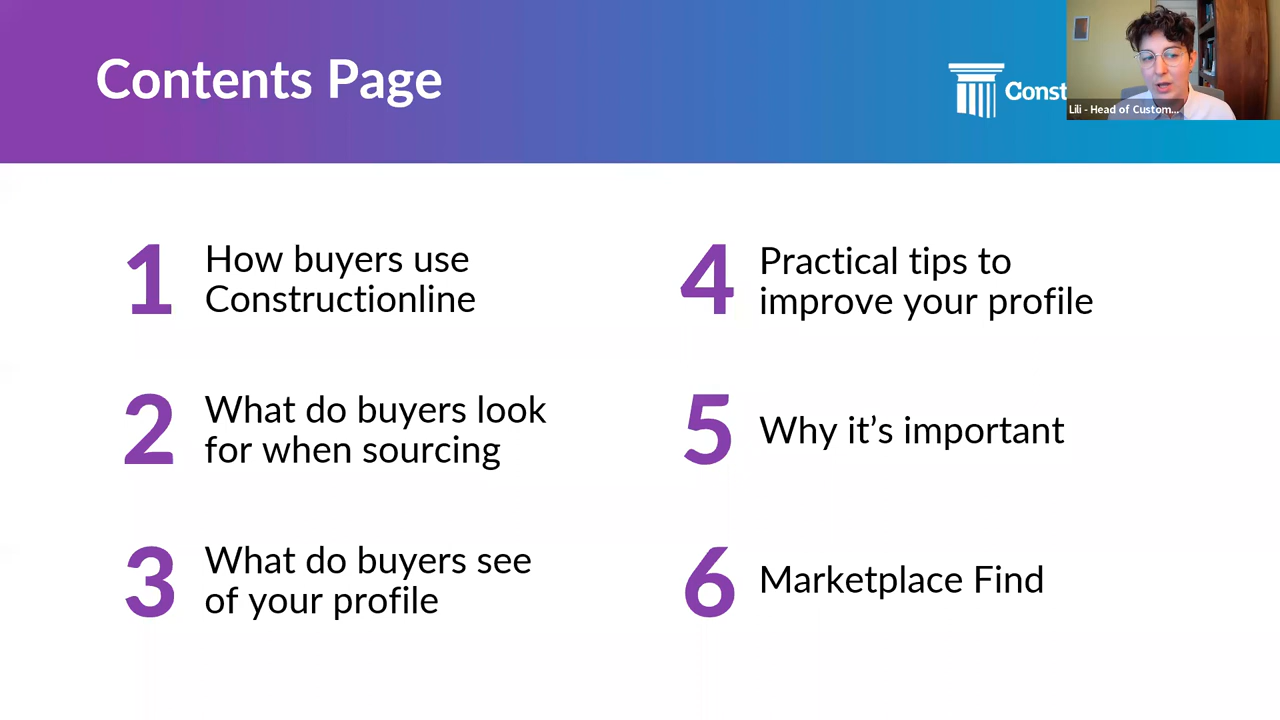 Contents Page
Const
Lili - Head of Custom...
1
How buyers use
Constructionline
2
What do buyers look
for when sourcing
3
What do buyers see
of your profile
4
Practical tips to
improve your profile
5
Why it's important
6
Marketplace Find